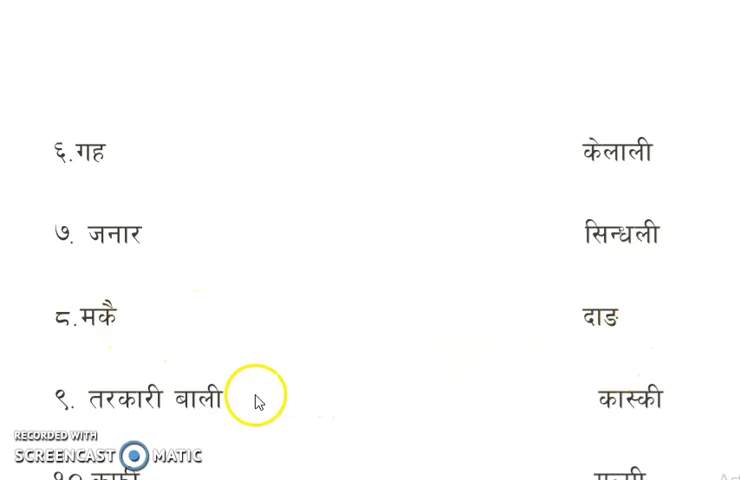 ६.गह केलाली
७. जनार सिन्धली
८.मकै दाङ
९. तरकारी बाली कास्की
RECORDED WITH
SCREENCAST MATIC